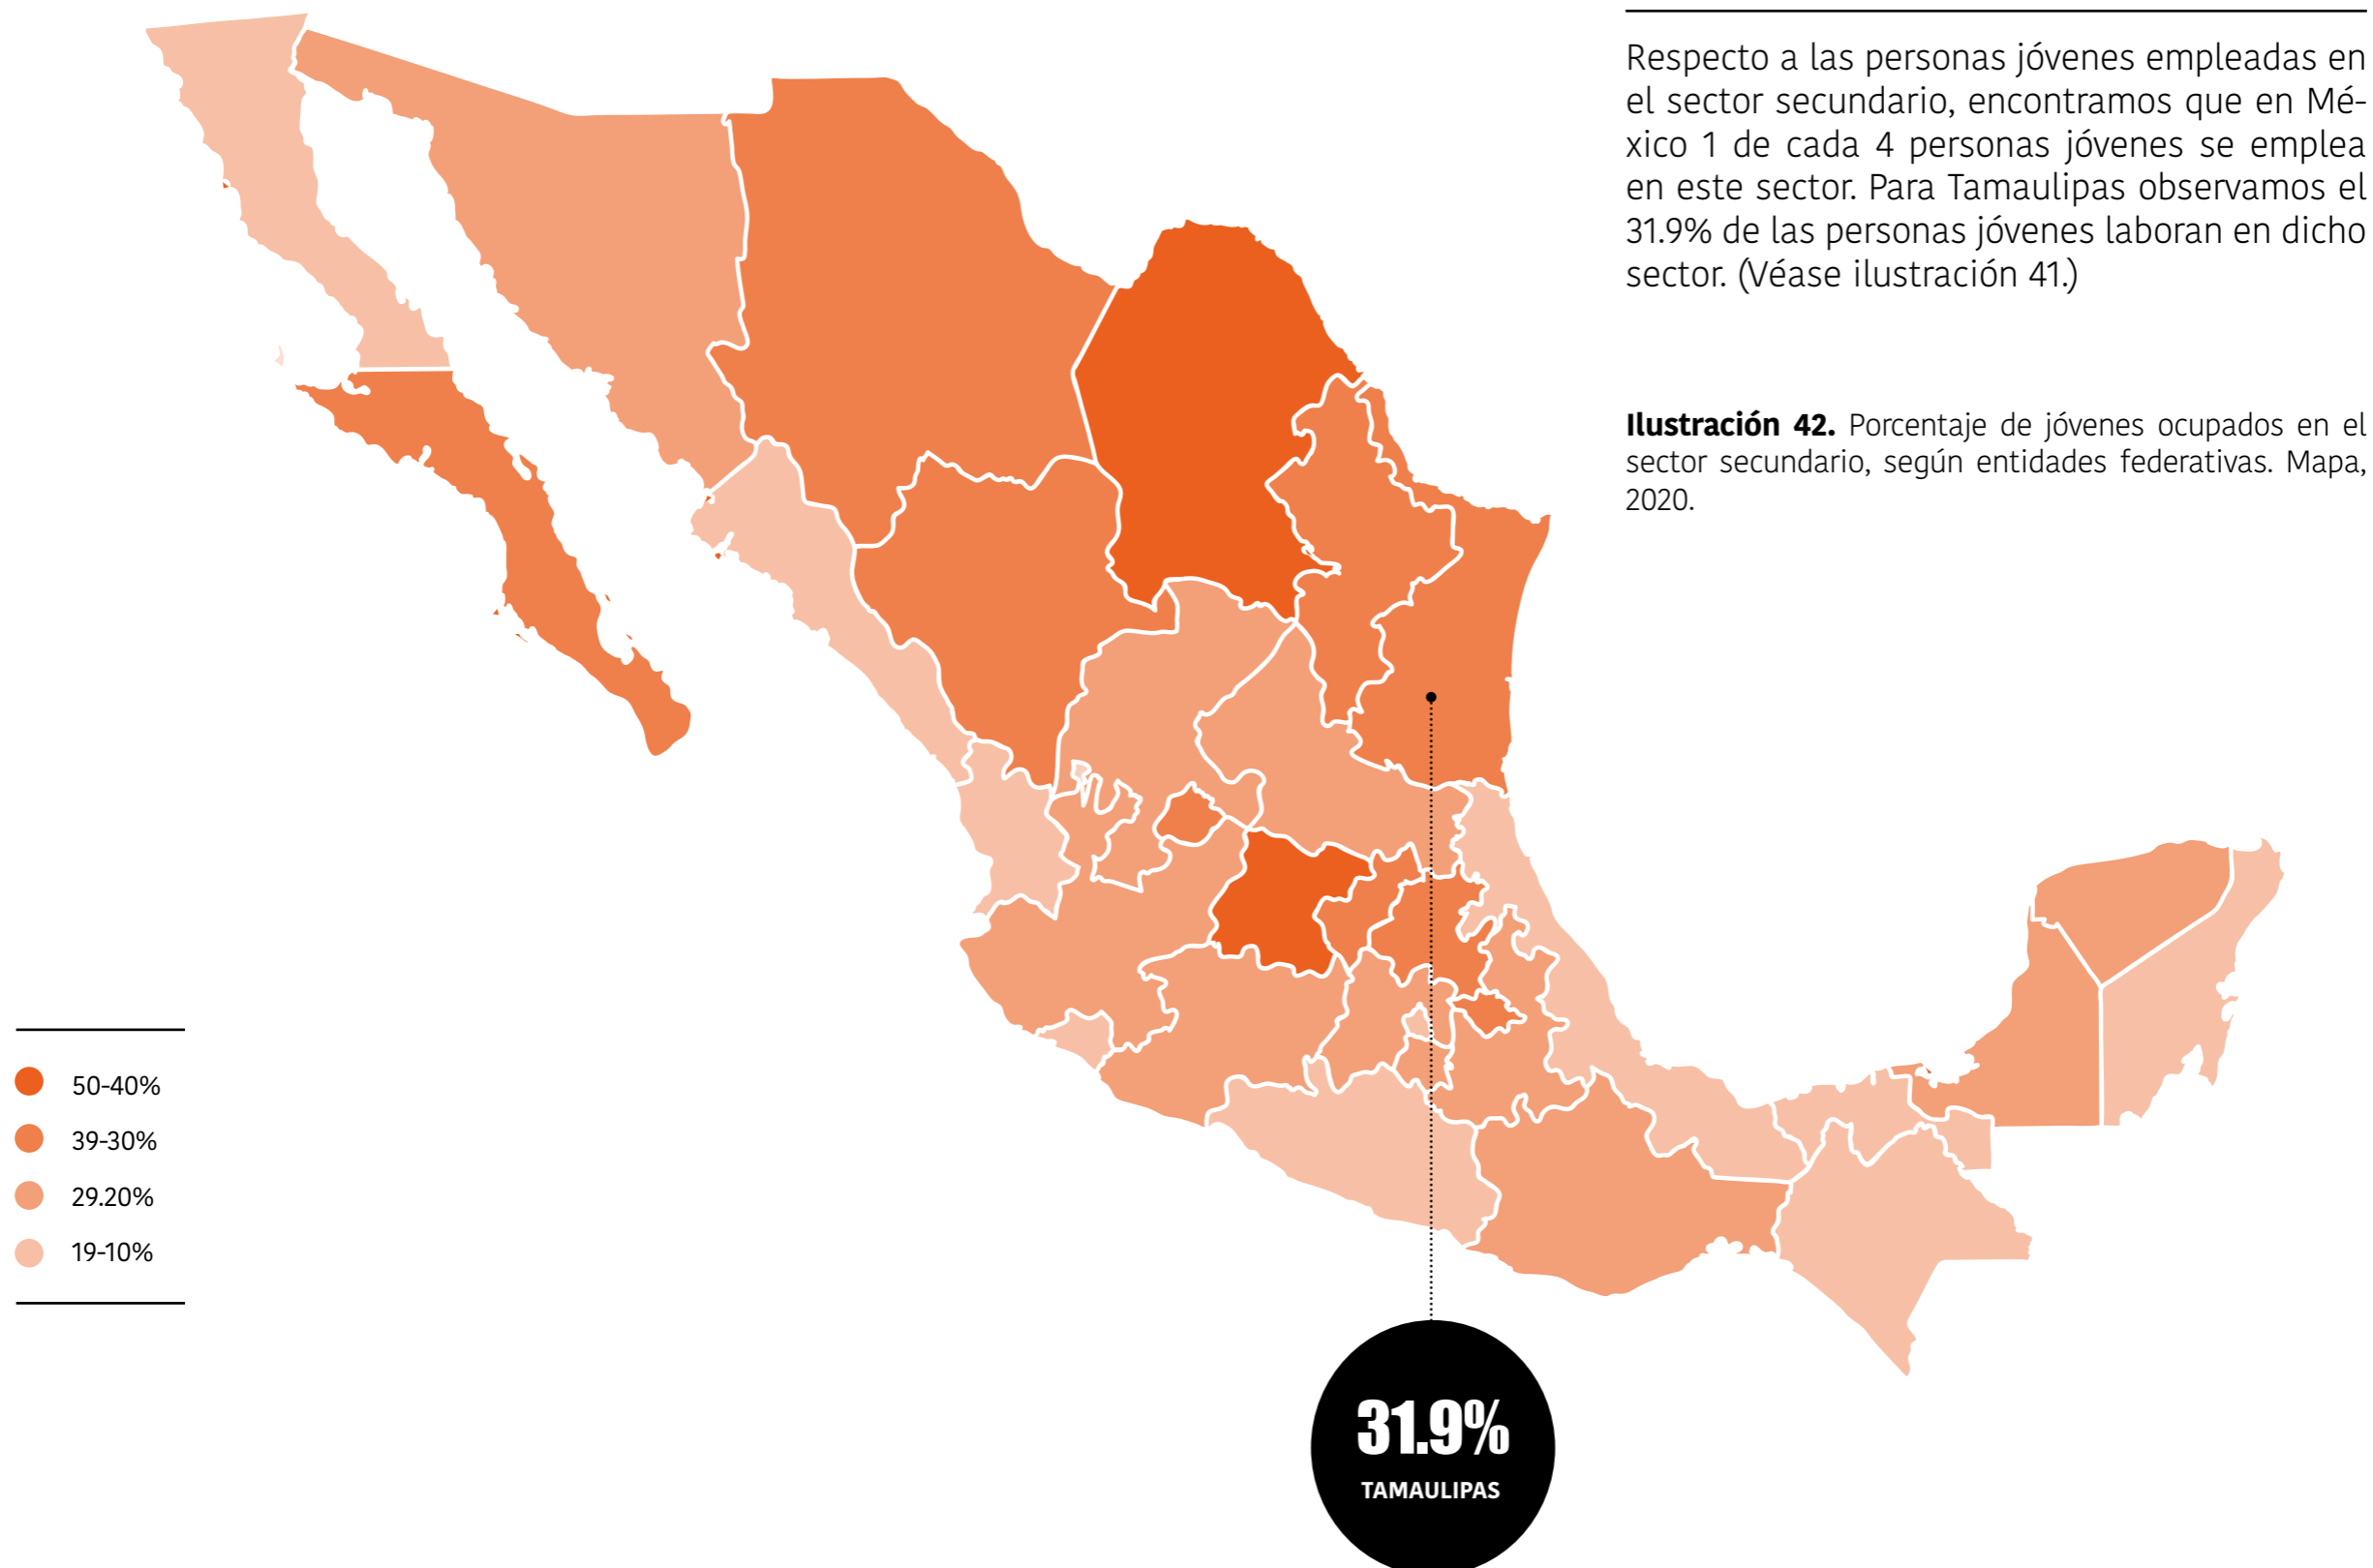 Respecto a las personas jóvenes empleadas en
el sector secundario, encontramos que en Mé-
xico 1 de cada 4 personas jóvenes se emplea
en este sector. Para Tamaulipas observamos el
31.9% de las personas jóvenes laboran en dicho
sector. (Véase ilustración 41.)
Ilustración 42. Porcentaje de jóvenes ocupados en el
sector secundario, según entidades federativas. Mapa,
2020.
50-40%
39-30%
29.20%
19-10%
31.9%
TAMAULIPAS